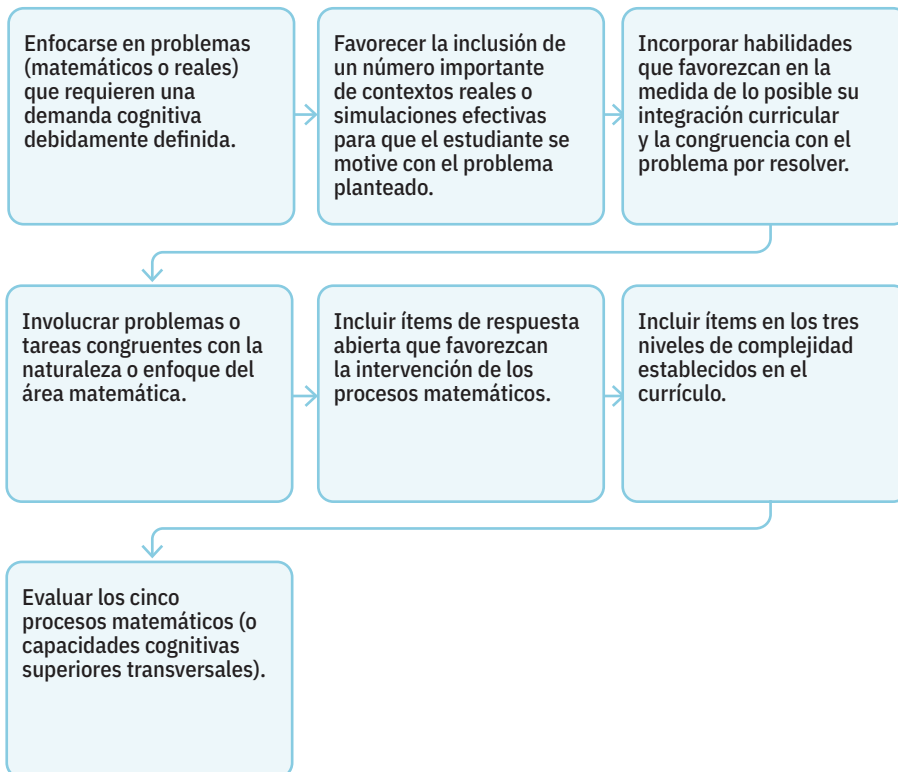 Enfocarse en problemas
(matemáticos o reales)
que requieren una
demanda cognitiva
debidamente definida.
Favorecer la inclusión de
un número importante
de contextos reales o
simulaciones efectivas
para que el estudiante se
motive con el problema
planteado.
Incorporar habilidades
que favorezcan en la
medida de lo posible su
integración curricular
y la congruencia con el
problema por resolver.
Involucrar problemas o
tareas congruentes con la
naturaleza o enfoque del
área matemática.
Incluir ítems de respuesta
abierta que favorezcan
la intervención de los
procesos matemáticos.
Incluir ítems en los tres
niveles de complejidad
establecidos en el
currículo.
Evaluar los cinco
procesos matemáticos (o
capacidades cognitivas
superiores transversales).